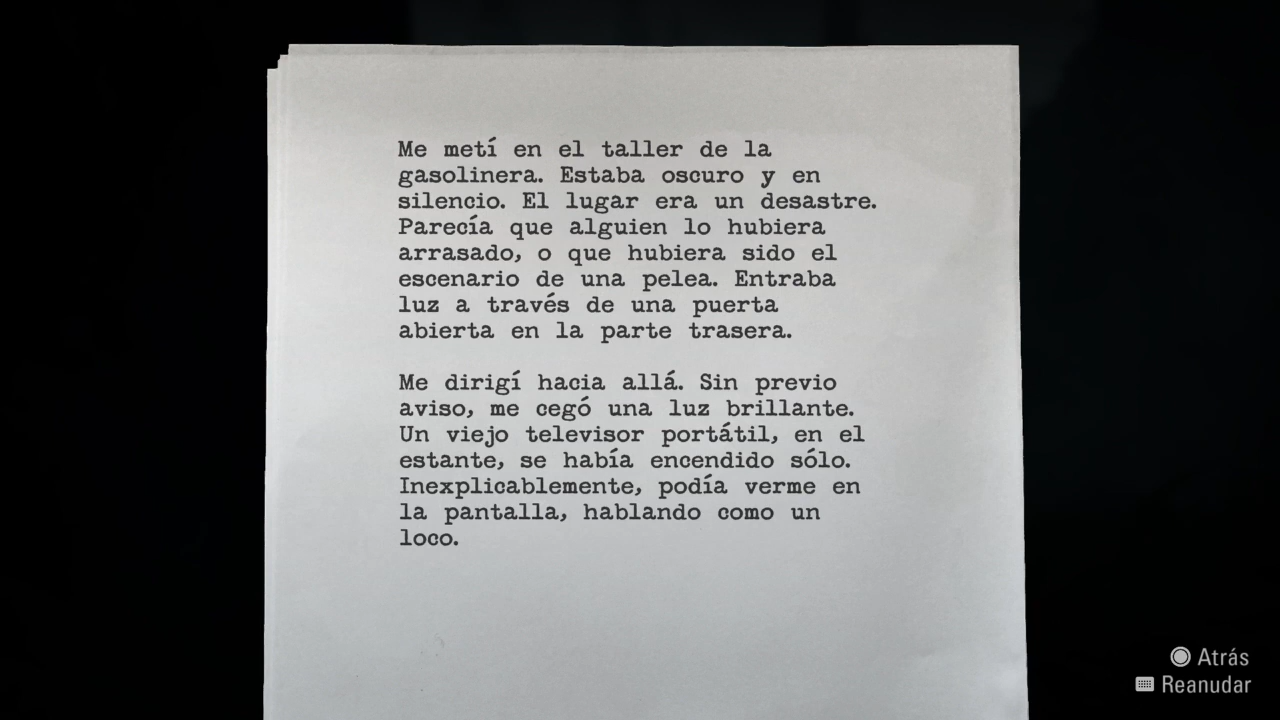 Me metí en el taller de la
gasolinera. Estaba oscuro y en
silencio. El lugar era un desastre.
Parecía que alguien lo hubiera
arrasado, o que hubiera sido el
escenario de una pelea. Entraba
luz a través de una puerta
abierta en la parte trasera.
Me dirigí hacia allá. Sin previo
aviso, me cegó una luz brillante.
Un viejo televisor portátil, en el
estante, se había encendido sólo.
Inexplicablemente, podía verme en
la pantalla, hablando como un
loco.
Atrás
Reanudar